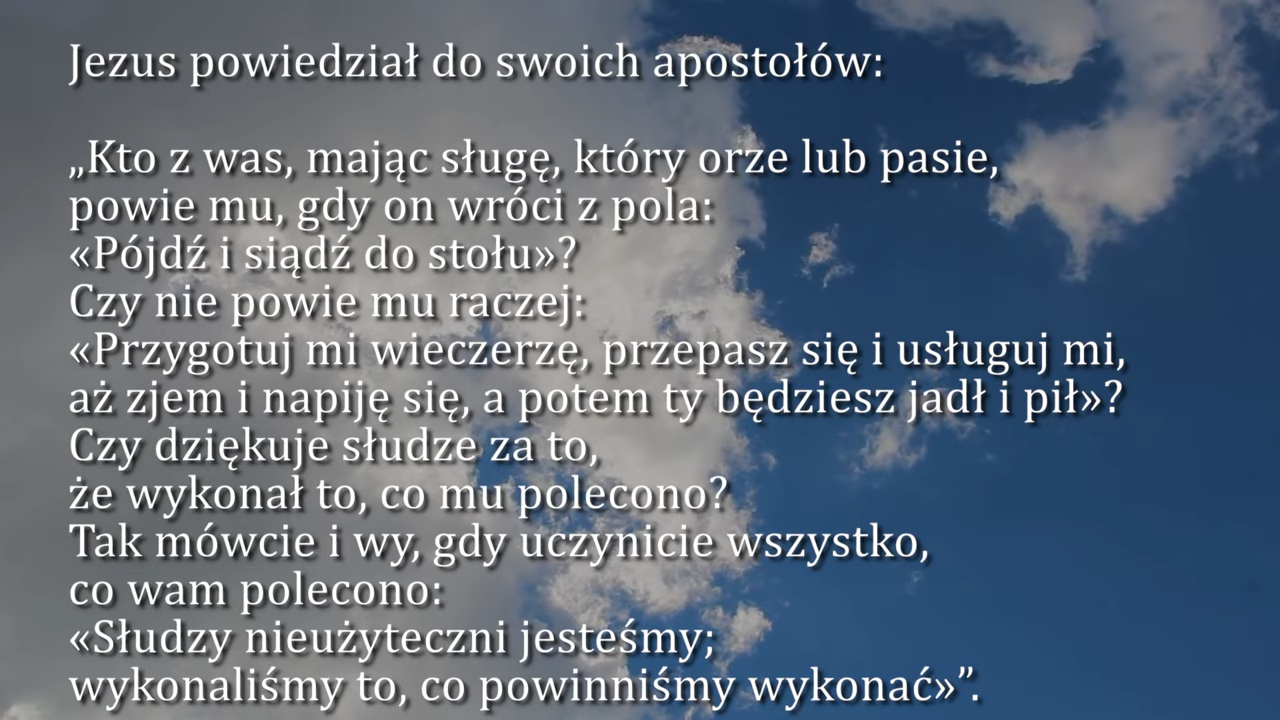 Jezus powiedział do swoich apostołów:
„Kto z was, mając sługę, który orze lub pasie,
powie mu, gdy on wróci z pola:
«Pójdź i siądź do stołu»?
Czy nie powie mu raczej:
«Przygotuj mi wieczerzę, przepasz się i usługuj mi,
aż zjem i napiję się, a potem ty będziesz jadł i pił»?
Czy dziękuje słudze za to,
że wykonał to, co mu polecono?
Tak mówcie i wy, gdy uczynicie wszystko,
co wam polecono:
«Słudzy nieużyteczni jesteśmy;
wykonaliśmy to, co powinniśmy wykonać»”.